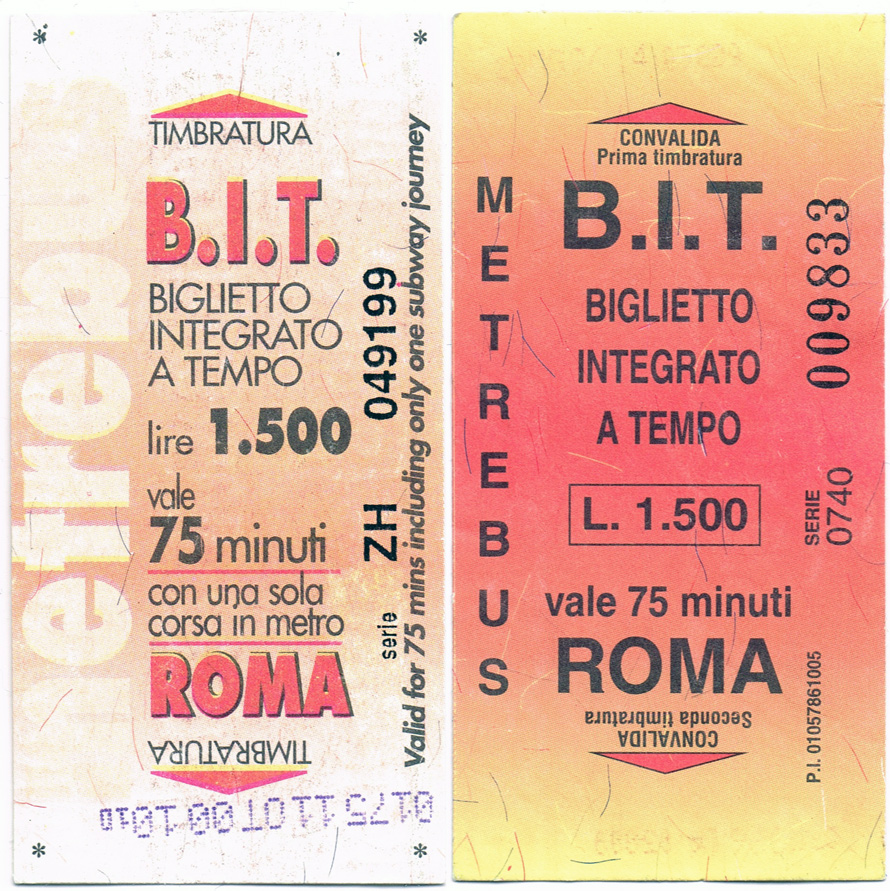 metrebus
TIMBRATURA
B.I.T.
BIGLIETTO
INTEGRATO
A TEMPO
lire 1.500
vale
75 minuti
con una sola
corsa in metro
ROMA
TIMBRATURA
serie ZH 049199
Valid for 75 mins including only one subway journey
CONVALIDA
Prima timbratura
METREBUS
B.I.T.
BIGLIETTO
INTEGRATO
A TEMPO
L. 1.500
vale 75 minuti
ROMA
Seconda timbratura
CONVALIDA
009833
SERIE
0740
P.I. 01057861005